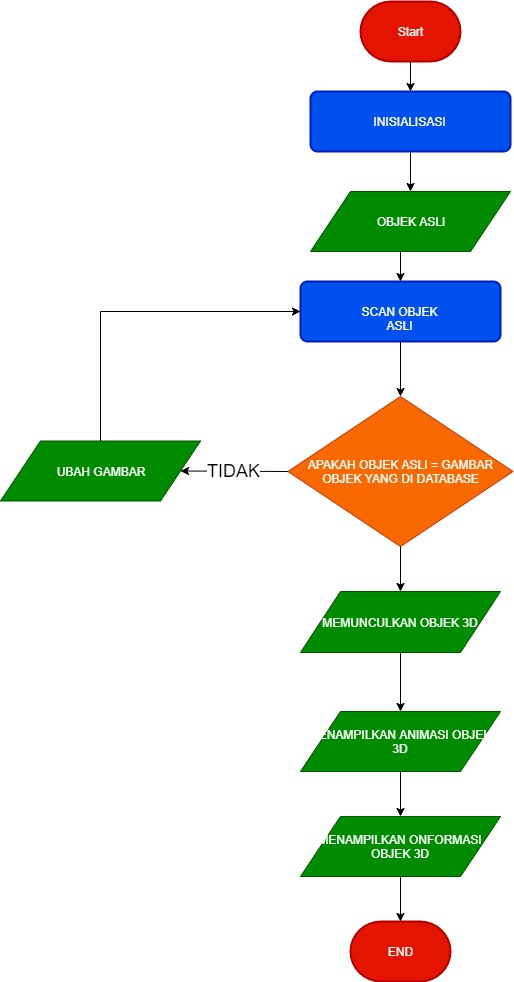 Start
INISIALISASI
OBJEK ASLI
SCAN OBJEK
ASLI
APAKAH OBJEK ASLI = GAMBAR
OBJEK YANG DI DATABASE
TIDAK
UBAH GAMBAR
MEMUNCULKAN OBJEK 3D
ENAMPILKAN ANIMASI OBJEK
3D
MENAMPILKAN ONFORMASI
OBJEK 3D
END